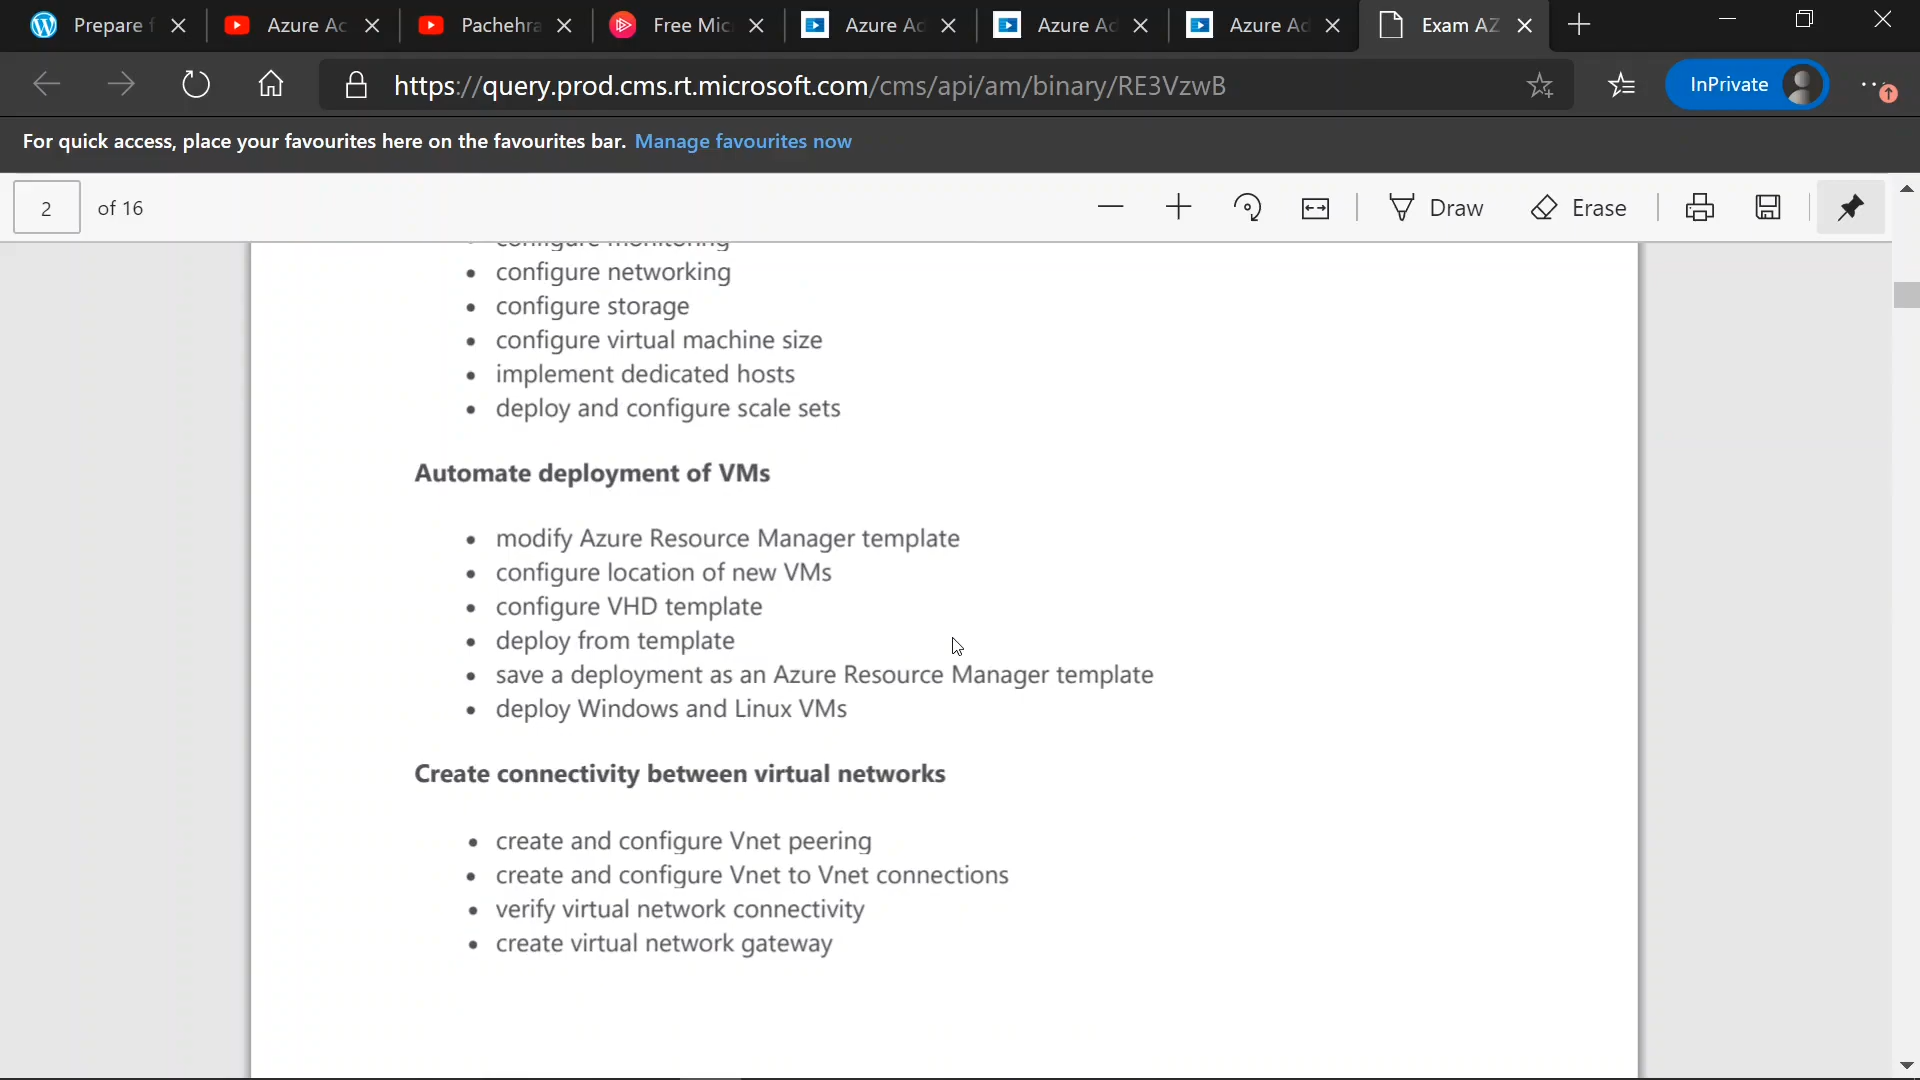 Prepare f
Azure Ac
Pachehra
Free Mic
Azure Ad
Azure Ad
Azure Ad
Exam AZ
https://query.prod.cms.rt.microsoft.com/cms/api/am/binary/RE3VzwB
InPrivate
For quick access, place your favourites here on the favourites bar. Manage favourites now
2 of 16
Draw
Erase
configure monitoring
• configure networking
• configure storage
• configure virtual machine size
• implement dedicated hosts
• deploy and configure scale sets
Automate deployment of VMs
• modify Azure Resource Manager template
• configure location of new VMs
• configure VHD template
• deploy from template
• save a deployment as an Azure Resource Manager template
• deploy Windows and Linux VMs
Create connectivity between virtual networks
• create and configure Vnet peering
• create and configure Vnet to Vnet connections
• verify virtual network connectivity
• create virtual network gateway